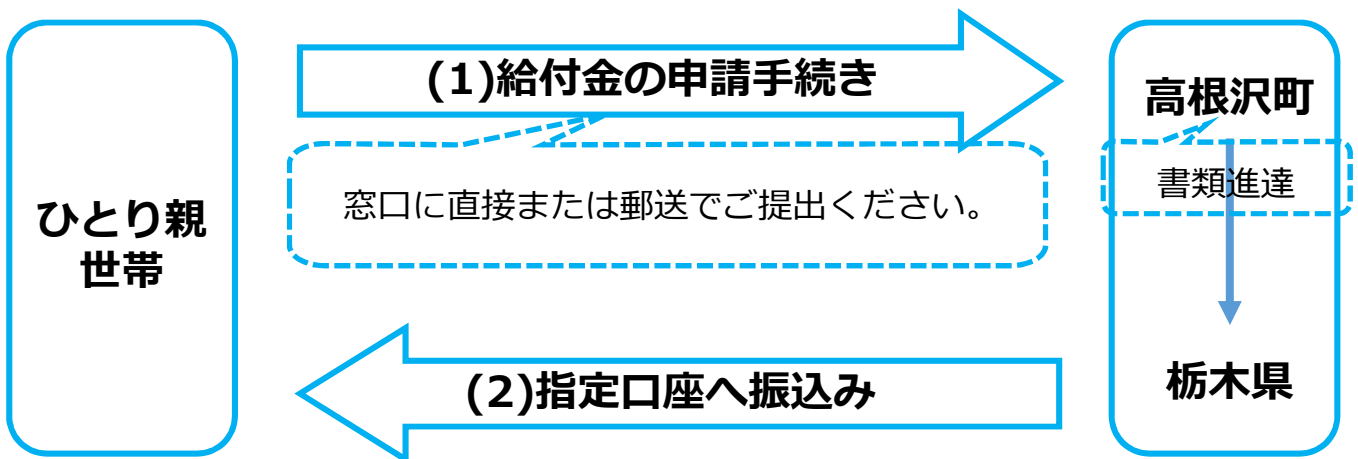 ひとり親
世帯
(1)給付金の申請手続き
窓口に直接または郵送でご提出ください。
(2)指定口座へ振込み
高根沢町
書類進達
栃木県